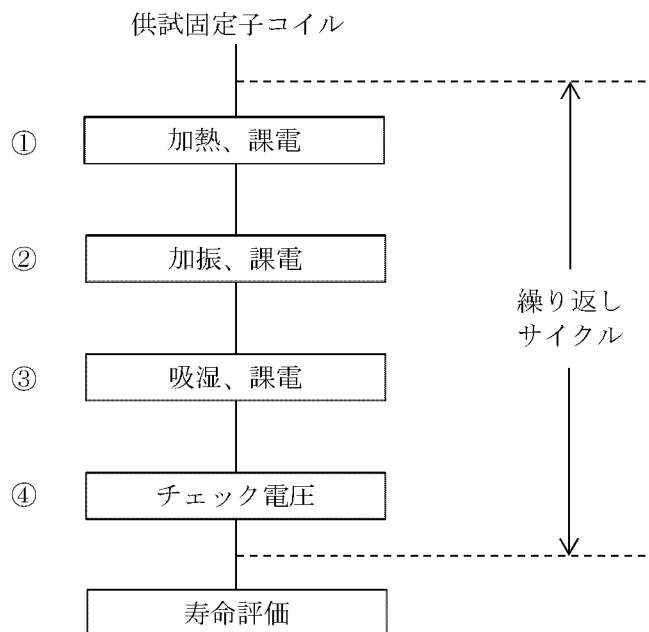 供試固定子コイル
① 加熱、課電
② 加振、課電
③ 吸湿、課電
④ チェック電圧
繰り返し
サイクル
寿命評価